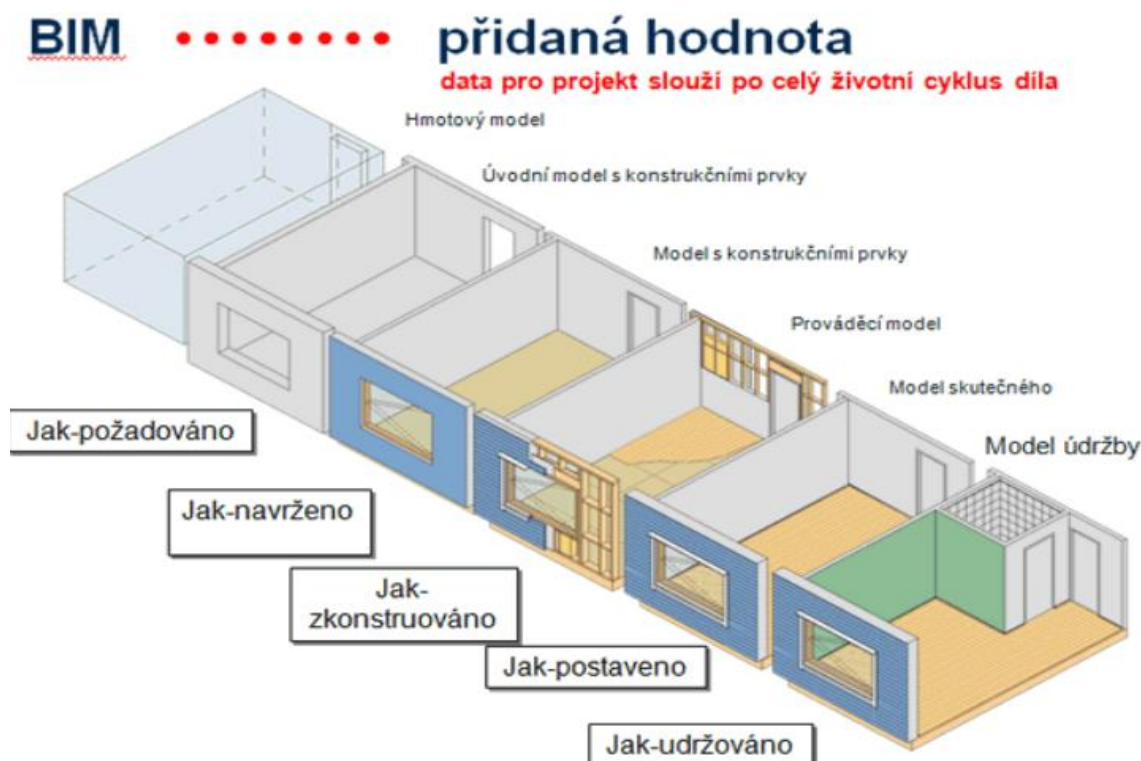 BIM •••••••• přidaná hodnota
data pro projekt slouží po celý životní cyklus díla
Hmotový model
Úvodní model s konstrukčními prvky
Model s konstrukčními prvky
Prováděcí model
Model skutečného
Model údržby
Jak-požadováno
Jak-navrženo
Jak-
zkonstruováno
Jak-postaveno
Jak-udržováno